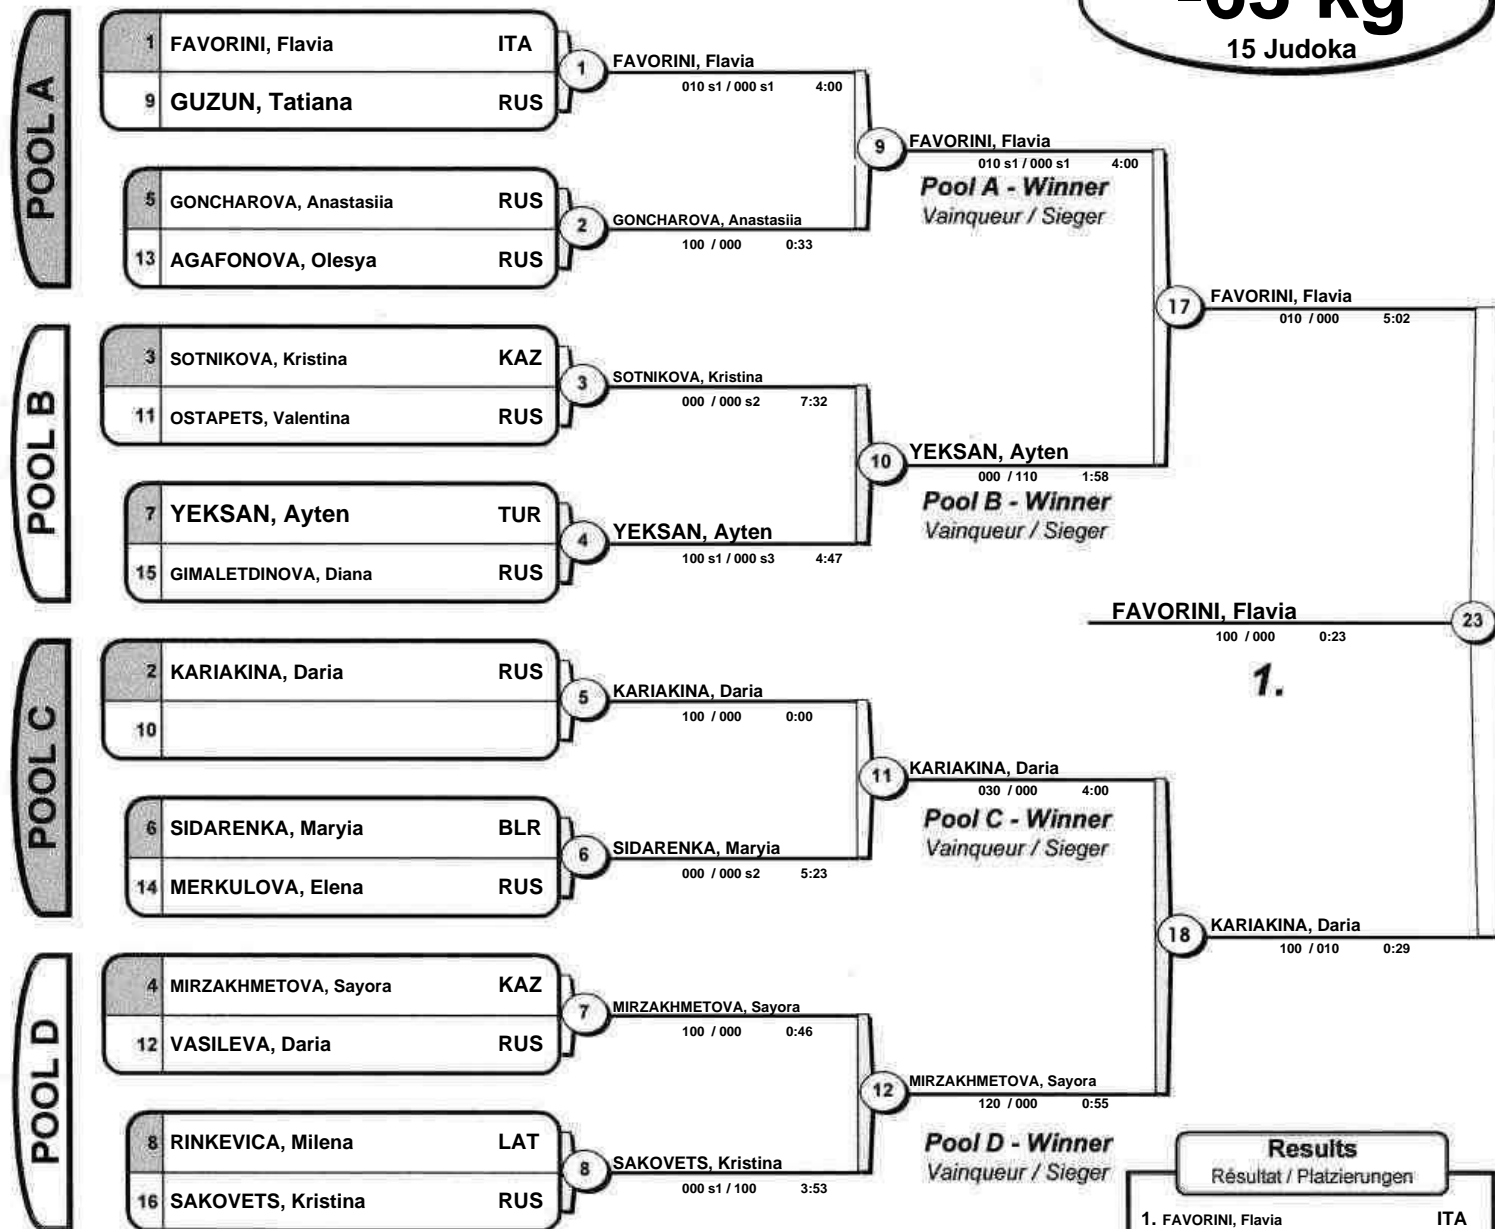 -63 kg
15 Judoka
POOL A
1 FAVORINI, Flavia ITA
9 GUZUN, Tatiana RUS
1
FAVORINI, Flavia
010 s1 / 000 s1 4:00
5 GONCHAROVA, Anastasiia RUS
13 AGAFONOVA, Olesya RUS
2
GONCHAROVA, Anastasiia
100 / 000 0:33
9
FAVORINI, Flavia
010 s1 / 000 s1 4:00
Pool A - Winner
Vainqueur / Sieger
POOL B
3 SOTNIKOVA, Kristina KAZ
11 OSTAPETS, Valentina RUS
3
SOTNIKOVA, Kristina
000 / 000 s2 7:32
7 YEKSAN, Ayten TUR
15 GIMALETDINOVA, Diana RUS
4
YEKSAN, Ayten
100 s1 / 000 s3 4:47
10
YEKSAN, Ayten
000 / 110 1:58
Pool B - Winner
Vainqueur / Sieger
17
FAVORINI, Flavia
010 / 000 5:02
FAVORINI, Flavia
100 / 000 0:23
23
1.
POOL C
2 KARIAKINA, Daria RUS
10
5
KARIAKINA, Daria
100 / 000 0:00
6 SIDARENKA, Maryia BLR
14 MERKULOVA, Elena RUS
6
SIDARENKA, Maryia
000 / 000 s2 5:23
11
KARIAKINA, Daria
030 / 000 4:00
Pool C - Winner
Vainqueur / Sieger
18
KARIAKINA, Daria
100 / 010 0:29
POOL D
4 MIRZAKHMETOVA, Sayora KAZ
12 VASILEVA, Daria RUS
7
MIRZAKHMETOVA, Sayora
100 / 000 0:46
8 RINKEVICA, Milena LAT
16 SAKOVETS, Kristina RUS
8
SAKOVETS, Kristina
000 s1 / 100 3:53
12
MIRZAKHMETOVA, Sayora
120 / 000 0:55
Pool D - Winner
Vainqueur / Sieger
Results
Résultat / Platzierungen
1. FAVORINI, Flavia ITA